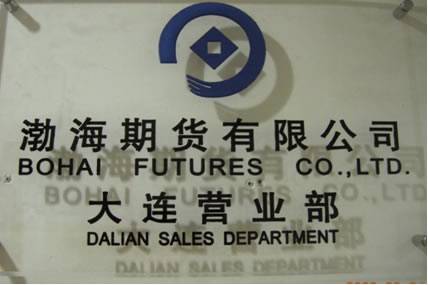 渤海期货有限公司
BOHAI FUTURES CO.,LTD.
大连营业部
DALIAN SALES DEPARTMENT